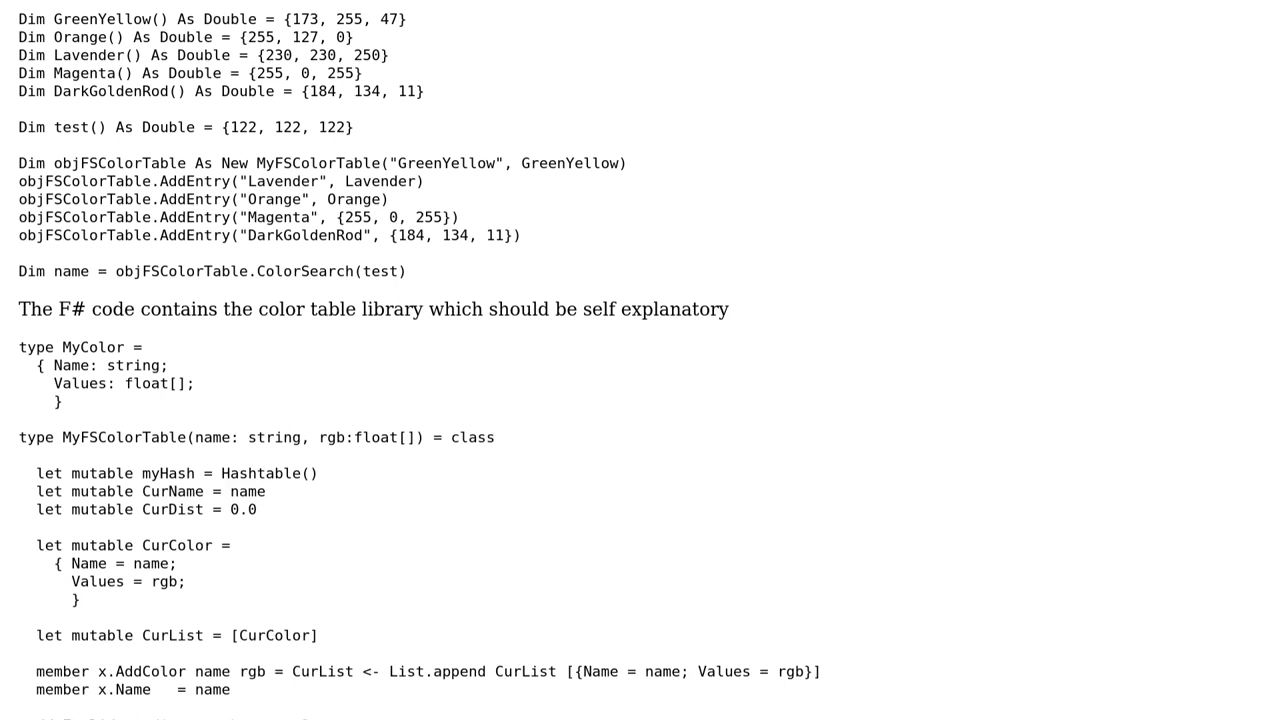 Dim GreenYellow() As Double = {173, 255, 47}
Dim Orange() As Double = {255, 127, 0}
Dim Lavender() As Double = {230, 230, 250}
Dim Magenta() As Double = {255, 0, 255}
Dim DarkGoldenRod() As Double = {184, 134, 11}
Dim test() As Double = {122, 122, 122}
Dim objFSColorTable As New MyFSColorTable("GreenYellow", GreenYellow)
objFSColorTable.AddEntry("Lavender", Lavender)
objFSColorTable.AddEntry("Orange", Orange)
objFSColorTable.AddEntry("Magenta", {255, 0, 255})
objFSColorTable.AddEntry("DarkGoldenRod", {184, 134, 11})
Dim name = objFSColorTable.ColorSearch(test)
The F# code contains the color table library which should be self explanatory
type MyColor =
{ Name: string;
Values: float[];
}
type MyFSColorTable(name: string, rgb:float[]) = class
let mutable myHash = Hashtable()
let mutable CurName = name
let mutable CurDist = 0.0
let mutable CurColor =
{ Name = name;
Values = rgb;
}
let mutable CurList = [CurColor]
member x.AddColor name rgb = CurList <- List.append CurList [{Name = name; Values = rgb}]
member x.Name   = name